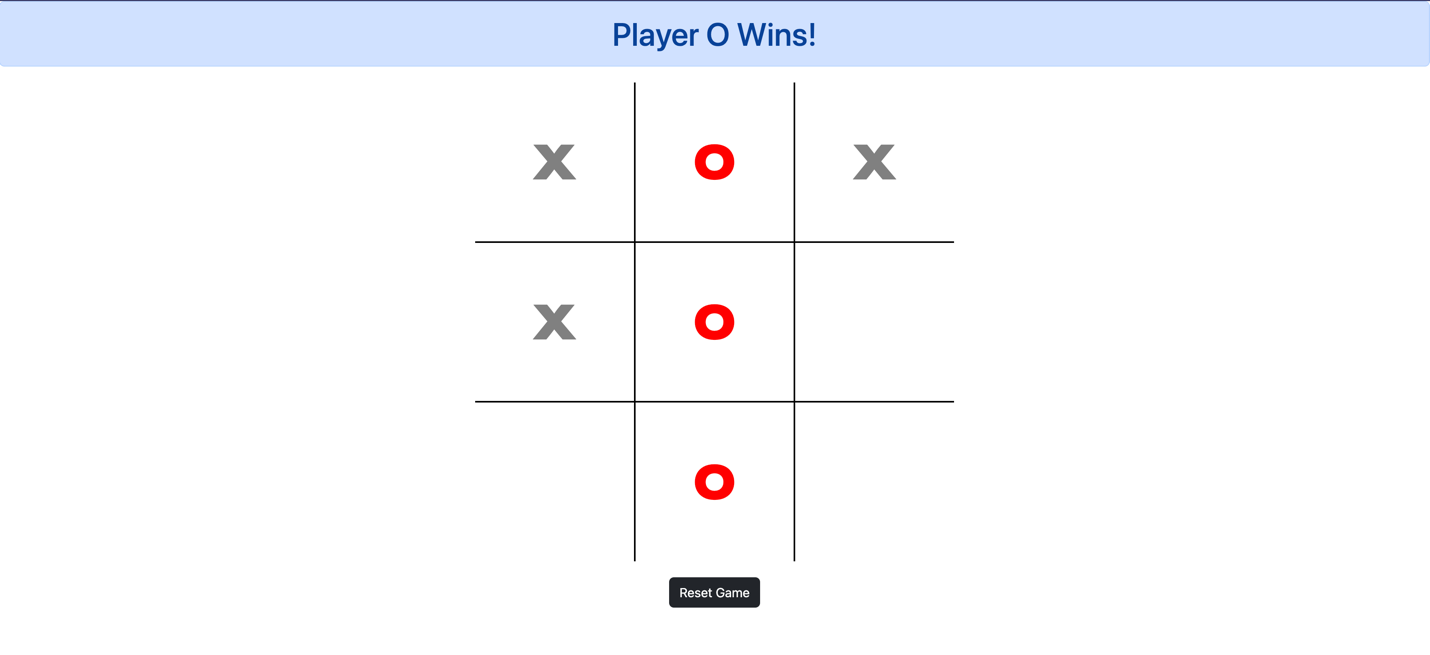 Player O Wins!
X O X
X O
O
Reset Game